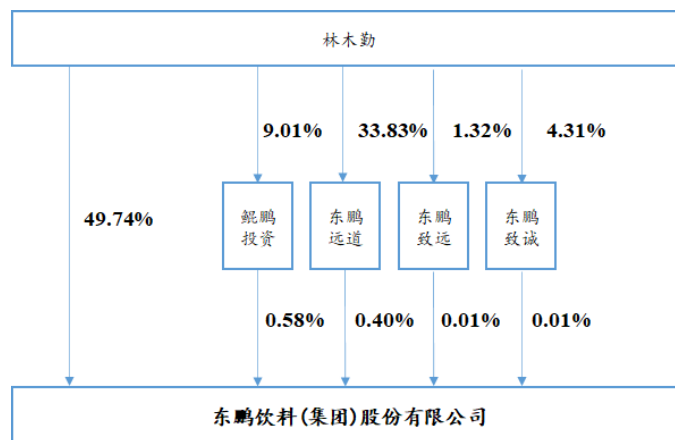 林木勤
9.01%
33.83%
1.32%
4.31%
49.74%
鲲鹏
投资
东鹏
远道
东鹏
致远
东鹏
致诚
0.58%
0.40%
0.01%
0.01%
东鹏饮料(集团)股份有限公司